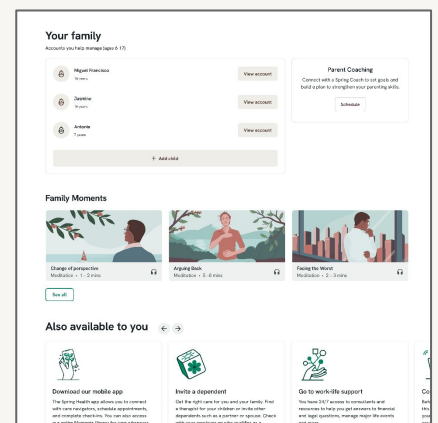 Your family
Accounts you help manage (ages 6-17)
Miguel Francisco
View account
Jasmine
View account
Antonio
7 years
View account
+ Add child
Parent Coaching
Connect with a Spring Coach to set goals and
build a plan to strengthen your parenting skills.
Schedule
Family Moments
Change of perspective
Meditation • 1 - 2 mins
Arguing Back
Meditation • 5 -6 mins
Facing the Worst
Meditation • 2 - 3 mins
See all
Also available to you
Download our mobile app
The Spring Health app allows you to connect
with care navigators, schedule appointments,
and complete check-ins. You can also access
Invite a dependent
Get the right care for you and your family. Find
a therapist for your children or invite other
dependents such as a partner or spouse. Check
Go to work-life support
You have 24/7 access to consultants and
resources to help you get answers to financial
and legal questions, manage major life events
Co